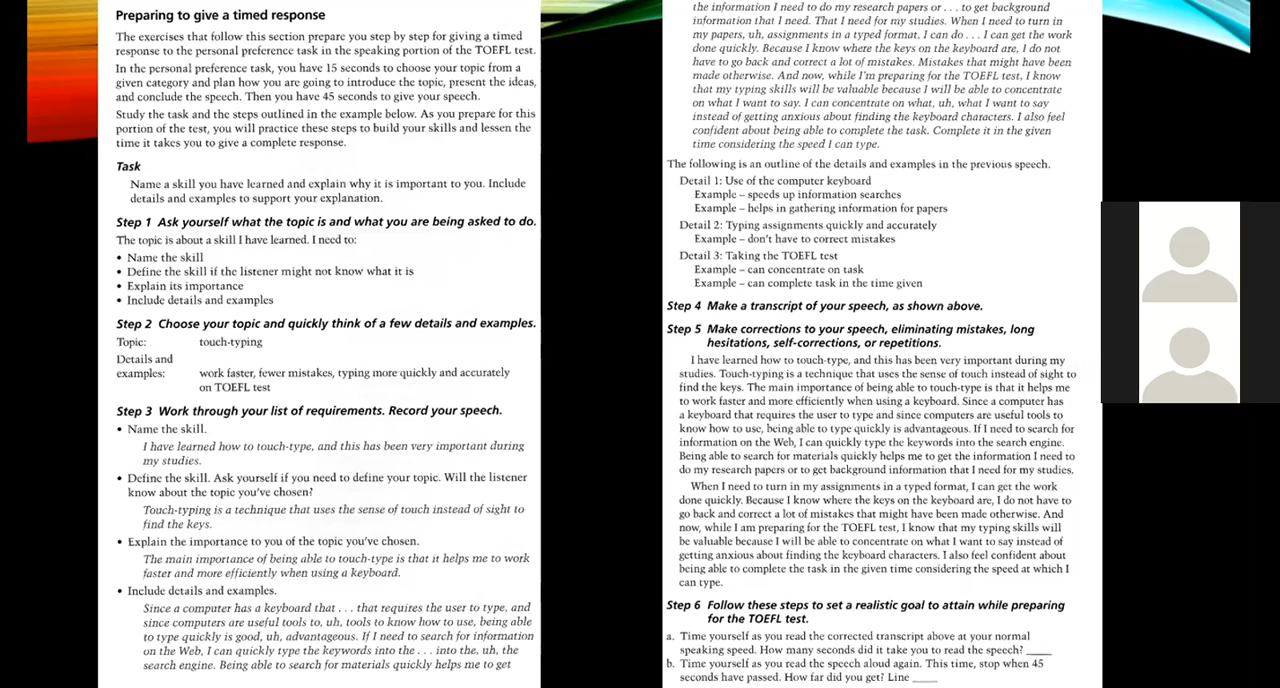 Preparing to give a timed response
The exercises that follow this section prepare you step by step for giving a timed
response to the personal preference task in the speaking portion of the TOEFL test.
In the personal preference task, you have 15 seconds to choose your topic from a
given category and plan how you are going to introduce the topic, present the ideas,
and conclude the speech. Then you have 45 seconds to give your speech.
Study the task and the steps outlined in the example below. As you prepare for this
portion of the test, you will practice these steps to build your skills and lessen the
time it takes you to give a complete response.
Task
Name a skill you have learned and explain why it is important to you. Include
details and examples to support your explanation.
Step 1 Ask yourself what the topic is and what you are being asked to do.
The topic is about a skill I have learned. I need to:
• Name the skill
• Define the skill if the listener might not know what it is
• Explain its importance
• Include details and examples
Step 2 Choose your topic and quickly think of a few details and examples.
Topic: touch-typing
Details and
examples: work faster, fewer mistakes, typing more quickly and accurately
on TOEFL test
Step 3 Work through your list of requirements. Record your speech.
• Name the skill.
I have learned how to touch-type, and this has been very important during
my studies.
• Define the skill. Ask yourself if you need to define your topic. Will the listener
know about the topic you've chosen?
Touch-typing is a technique that uses the sense of touch instead of sight to
find the keys.
• Explain the importance to you of the topic you've chosen.
The main importance of being able to touch-type is that it helps me to work
faster and more efficiently when using a keyboard.
• Include details and examples.
Since a computer has a keyboard that . . . that requires the user to type, and
since computers are useful tools to, uh, tools to know how to use, being able
to type quickly is good, uh, advantageous. If I need to search for information
on the Web, I can quickly type the keywords into the . . . into the, uh, the
search engine. Being able to search for materials quickly helps me to get
the information I need to do my research papers or . . . to get background
information that I need. That I need for my studies. When I need to turn in
my papers, uh, assignments in a typed format, I can do . . . I can get the work
done quickly. Because I know where the keys on the keyboard are, I do not
have to go back and correct a lot of mistakes. Mistakes that might have been
made otherwise. And now, while I'm preparing for the TOEFL test, I know
that my typing skills will be valuable because I will be able to concentrate
on what I want to say. I can concentrate on what, uh, what I want to say
instead of getting anxious about finding the keyboard characters. I also feel
confident about being able to complete the task. Complete it in the given
time considering the speed I can type.
The following is an outline of the details and examples in the previous speech.
Detail 1: Use of the computer keyboard
Example – speeds up information searches
Example – helps in gathering information for papers
Detail 2: Typing assignments quickly and accurately
Example – don't have to correct mistakes
Detail 3: Taking the TOEFL test
Example – can concentrate on task
Example – can complete task in the time given
Step 4 Make a transcript of your speech, as shown above.
Step 5 Make corrections to your speech, eliminating mistakes, long
hesitations, self-corrections, or repetitions.
I have learned how to touch-type, and this has been very important during my
studies. Touch-typing is a technique that uses the sense of touch instead of sight to
find the keys. The main importance of being able to touch-type is that it helps me
to work faster and more efficiently when using a keyboard. Since a computer has
a keyboard that requires the user to type and since computers are useful tools to
know how to use, being able to type quickly is advantageous. If I need to search for
information on the Web, I can quickly type the keywords into the search engine.
Being able to search for materials quickly helps me to get the information I need to
do my research papers or to get background information that I need for my studies.
When I need to turn in my assignments in a typed format, I can get the work
done quickly. Because I know where the keys on the keyboard are, I do not have to
go back and correct a lot of mistakes that might have been made otherwise. And
now, while I am preparing for the TOEFL test, I know that my typing skills will
be valuable because I will be able to concentrate on what I want to say instead of
getting anxious about finding the keyboard characters. I also feel confident about
being able to complete the task in the given time considering the speed at which I
can type.
Step 6 Follow these steps to set a realistic goal to attain while preparing
for the TOEFL test.
a. Time yourself as you read the corrected transcript above at your normal
speaking speed. How many seconds did it take you to read the speech? ____
b. Time yourself as you read the speech aloud again. This time, stop when 45
seconds have passed. How far did you get? Line ____